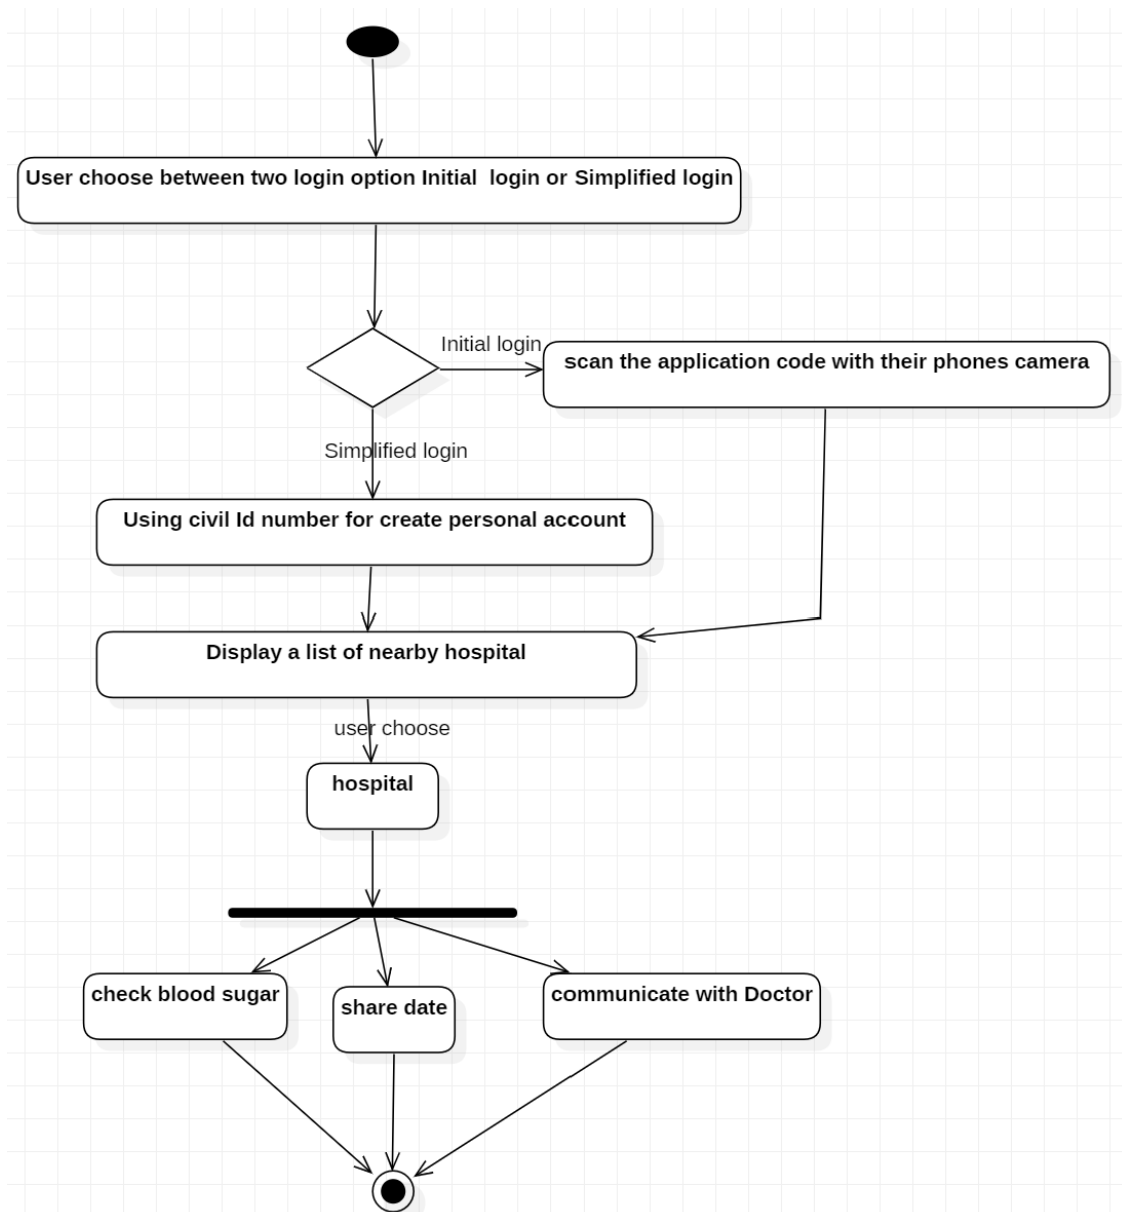 User choose between two login option Initial  login or Simplified login
Initial login
scan the application code with their phones camera
Simplified login
Using civil Id number for create personal account
Display a list of nearby hospital
user choose
hospital
check blood sugar
share date
communicate with Doctor